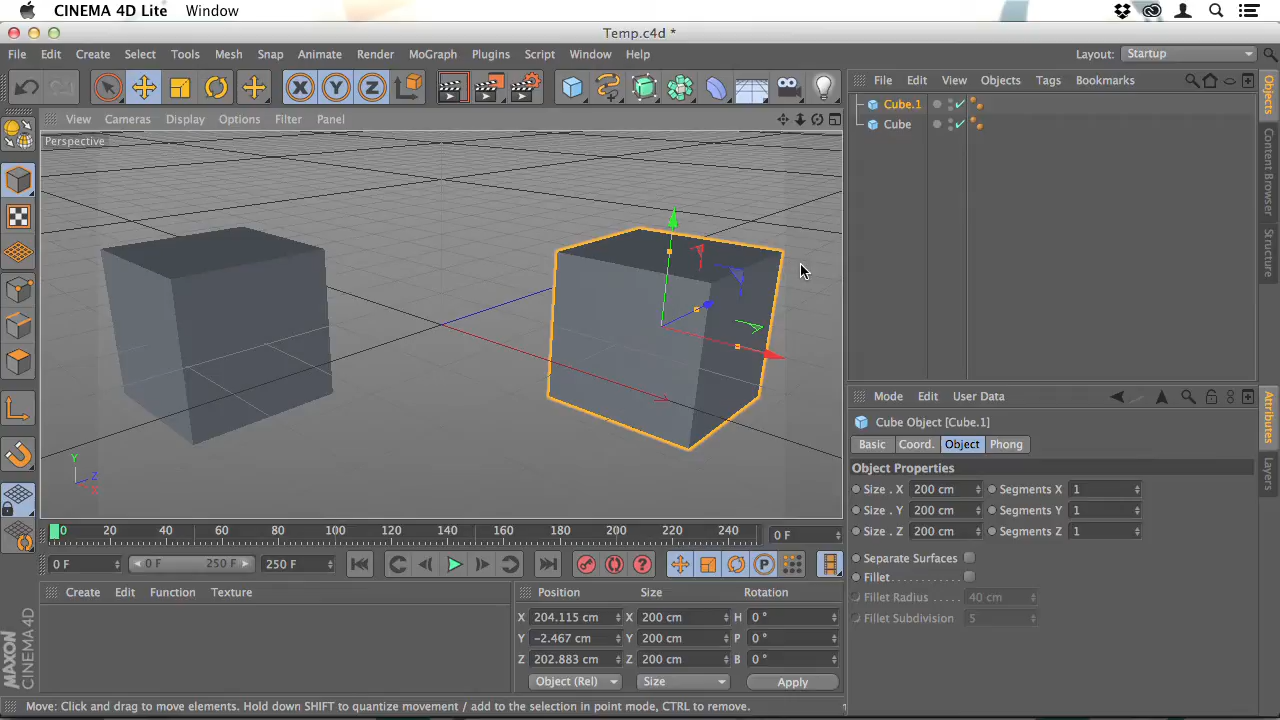 CINEMA 4D Lite Window
Temp.c4d *
File Edit Create Select Tools Mesh Snap Animate Render MoGraph Plugins Script Window Help Layout: Startup
X Y Z
File Edit View Objects Tags Bookmarks
View Cameras Display Options Filter Panel
Perspective
Cube.1
Cube
Objects
Content Browser
Structure
Y
Z
X
Mode Edit User Data
Cube Object [Cube.1]
Basic Coord. Object Phong
Object Properties
Size . X 200 cm Segments X 1
Size . Y 200 cm Segments Y 1
Size . Z 200 cm Segments Z 1
Separate Surfaces
Fillet
Fillet Radius 40 cm
Fillet Subdivision 5
Attributes
Layers
0 20 40 60 80 100 120 140 160 180 200 220 240 0 F
0 F 0 F 250 F 250 F P
Create Edit Function Texture
Position Size Rotation
X 204.115 cm X 200 cm H 0 °
Y −2.467 cm Y 200 cm P 0 °
Z 202.883 cm Z 200 cm B 0 °
Object (Rel) Size Apply
MAXON
CINEMA 4D
Move: Click and drag to move elements. Hold down SHIFT to quantize movement / add to the selection in point mode, CTRL to remove.